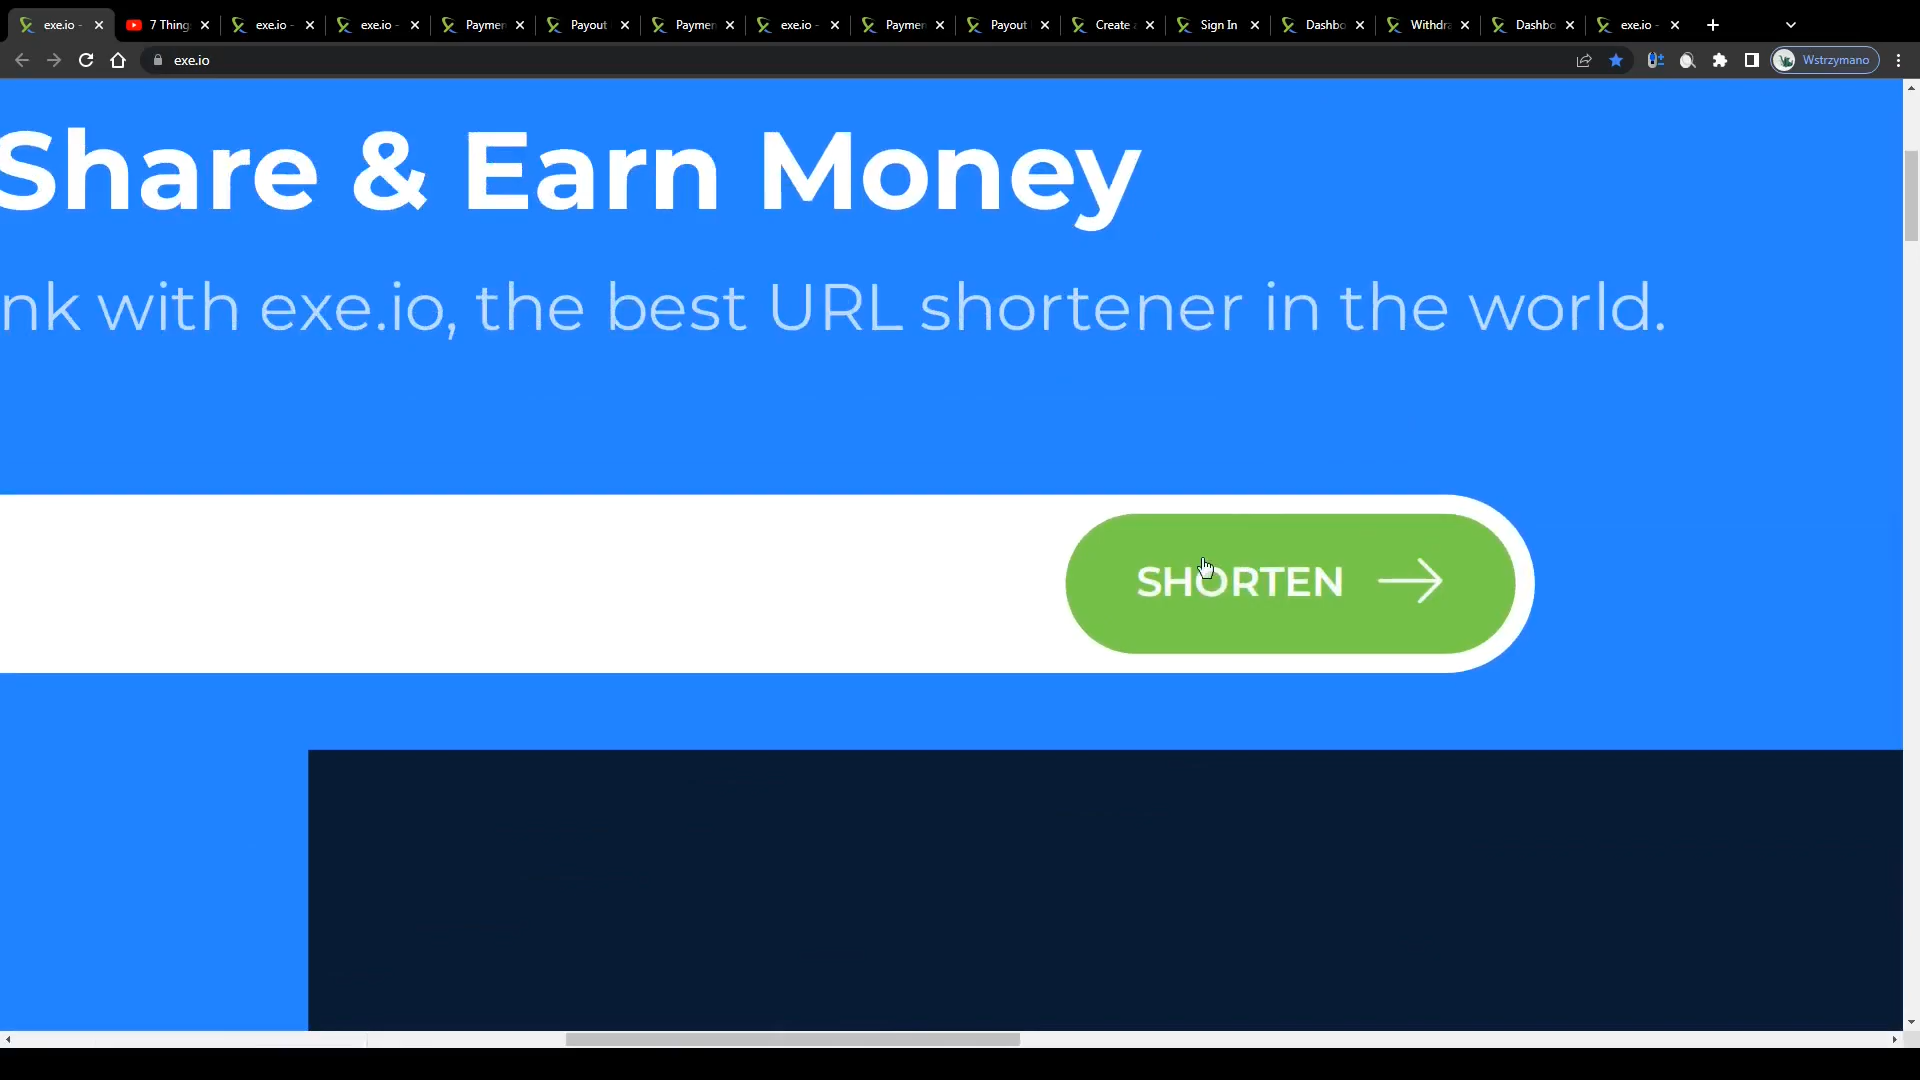 exe.io -
7 Thing
exe.io -
exe.io -
Paymen
Payout
Paymen
exe.io -
Paymen
Payout
Create a
Sign In
Dashbo
Withdra
Dashbo
exe.io -
exe.io
Wstrzymano
Share & Earn Money
nk with exe.io, the best URL shortener in the world.
SHORTEN